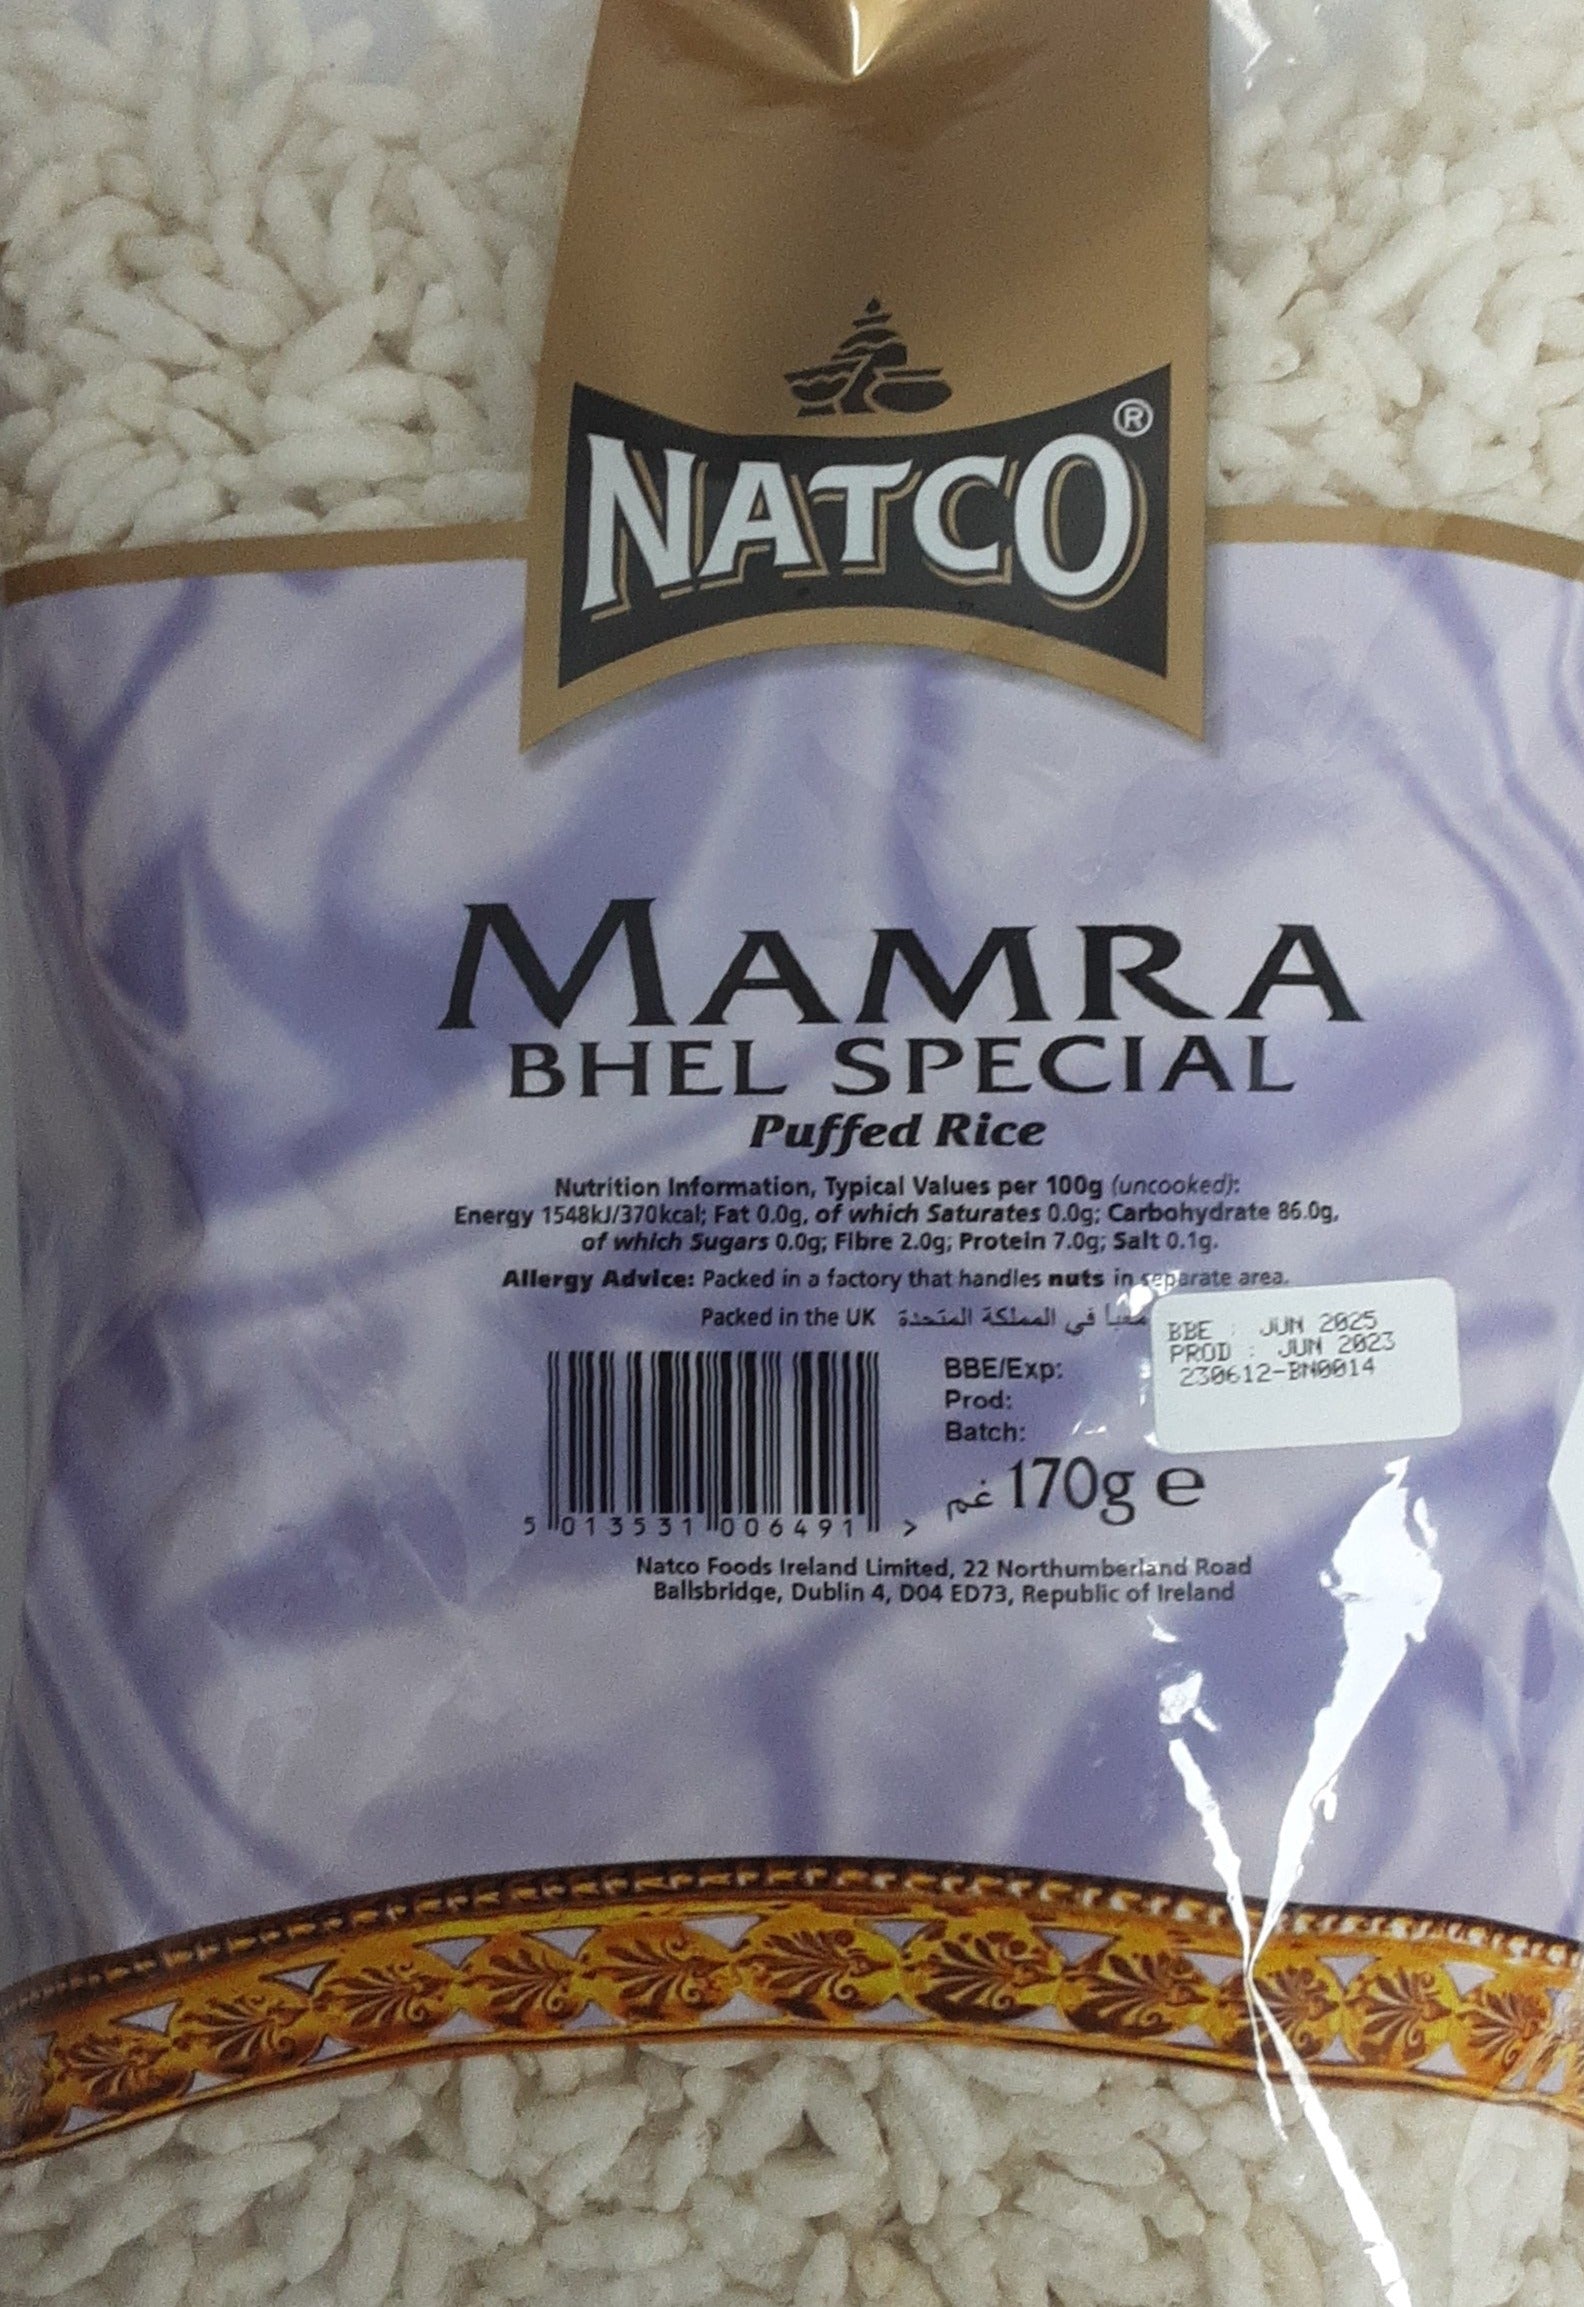 NATCO®
MAMRA
BHEL SPECIAL
Puffed Rice
Nutrition Information, Typical Values per 100g (uncooked):
Energy 1548kJ/370kcal; Fat 0.0g, of which Saturates 0.0g; Carbohydrate 86.0g,
of which Sugars 0.0g; Fibre 2.0g; Protein 7.0g; Salt 0.1g.
Allergy Advice: Packed in a factory that handles nuts in separate area.
Packed in the UK معبأ في المملكة المتحدة
BBE : JUN 2025
PROD : JUN 2023
230612-BN0014
BBE/Exp:
Prod:
Batch:
غم 170g e
5 013531 006491 >
Natco Foods Ireland Limited, 22 Northumberland Road
Ballsbridge, Dublin 4, D04 ED73, Republic of Ireland